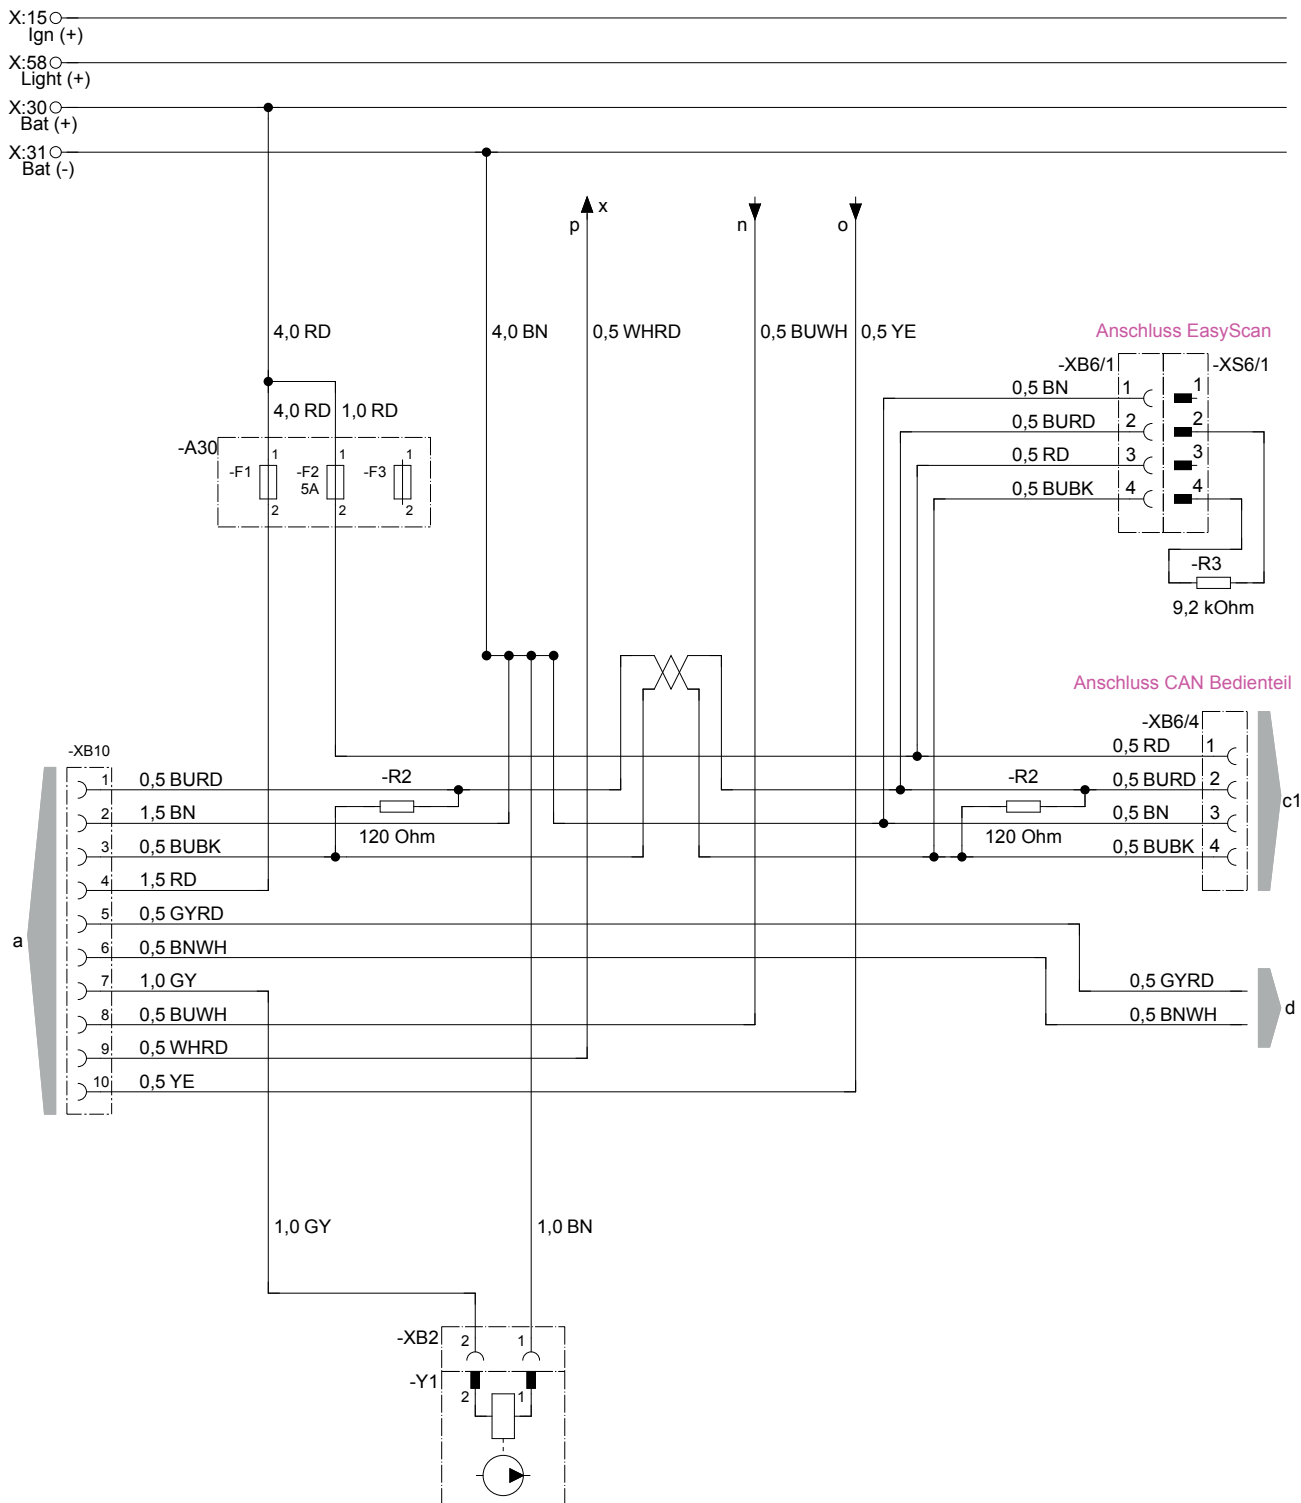 X:15
Ign (+)
X:58
Light (+)
X:30
Bat (+)
X:31
Bat (-)
x
p
n
o
4,0 RD
4,0 BN
0,5 WHRD
0,5 BUWH
0,5 YE
Anschluss EasyScan
-XB6/1
-XS6/1
0,5 BN
1
1
0,5 BURD
2
2
0,5 RD
3
3
0,5 BUBK
4
4
-R3
9,2 kOhm
4,0 RD
1,0 RD
-A30
1
1
1
-F1
-F2
5A
-F3
2
2
2
Anschluss CAN Bedienteil
-XB6/4
-XB10
0,5 RD
1
1
0,5 BURD
-R2
-R2
0,5 BURD
2
2
1,5 BN
120 Ohm
120 Ohm
0,5 BN
3
c1
3
0,5 BUBK
0,5 BUBK
4
4
1,5 RD
5
0,5 GYRD
a
6
0,5 BNWH
7
1,0 GY
0,5 GYRD
8
0,5 BUWH
0,5 BNWH
d
9
0,5 WHRD
10
0,5 YE
1,0 GY
1,0 BN
-XB2
2
1
-Y1
2
1